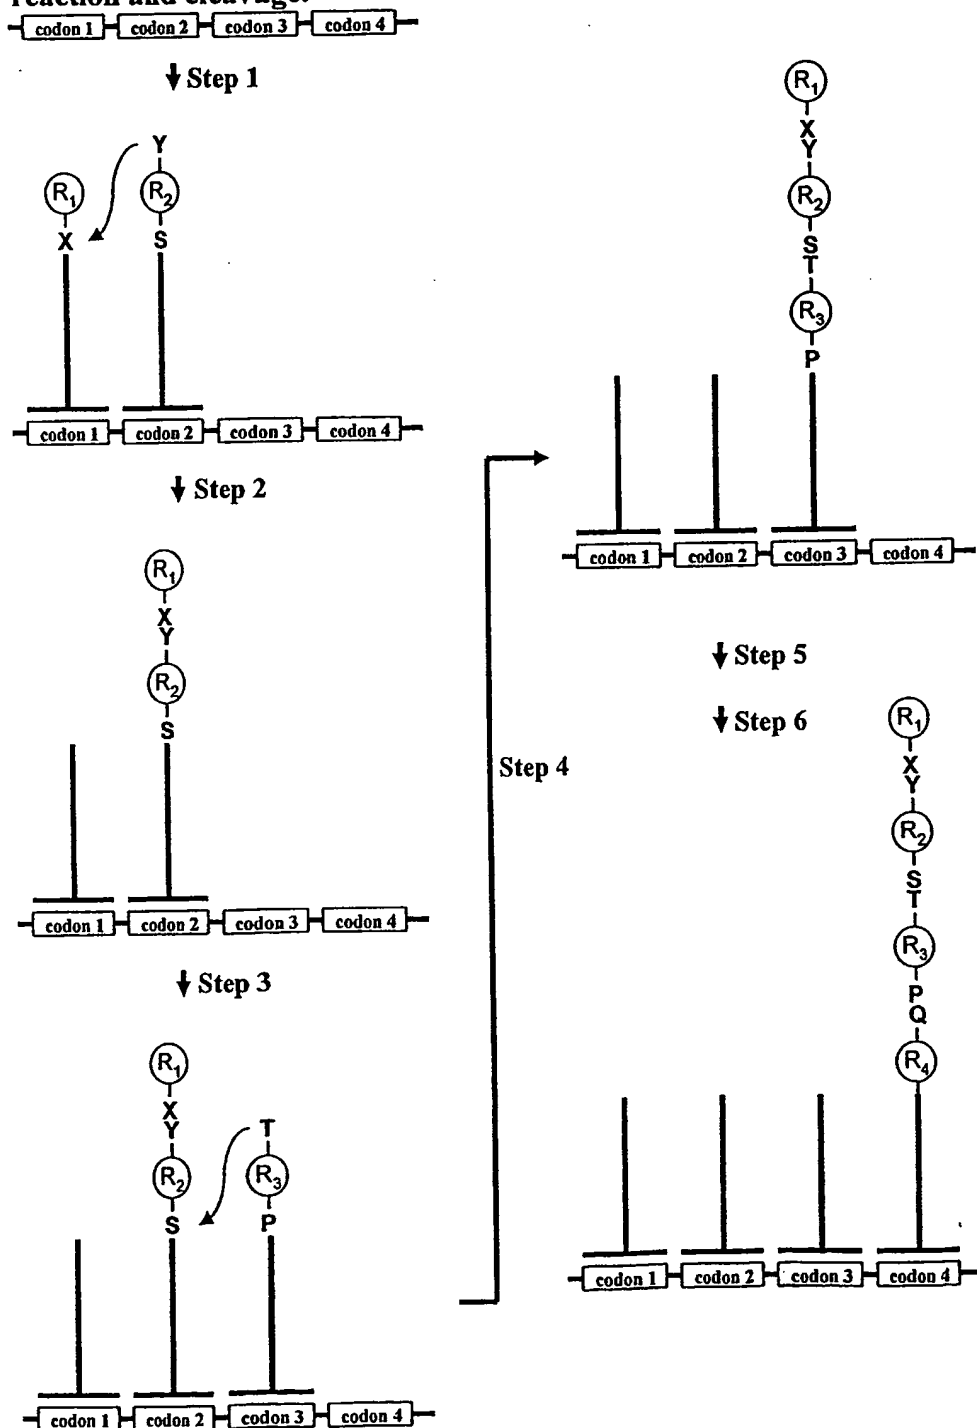 reaction and cleavage.
codon 1 codon 2 codon 3 codon 4
Step 1
Y
R1 R2
X S
codon 1 codon 2 codon 3 codon 4
Step 2
R1
X
Y
R2
S
codon 1 codon 2 codon 3 codon 4
Step 3
R1
X
Y T
R2 R3
S P
codon 1 codon 2 codon 3 codon 4
Step 4
R1
X
Y
R2
S
T
R3
P
codon 1 codon 2 codon 3 codon 4
Step 5
Step 6
R1
X
Y
R2
S
T
R3
P
Q
R4
codon 1 codon 2 codon 3 codon 4